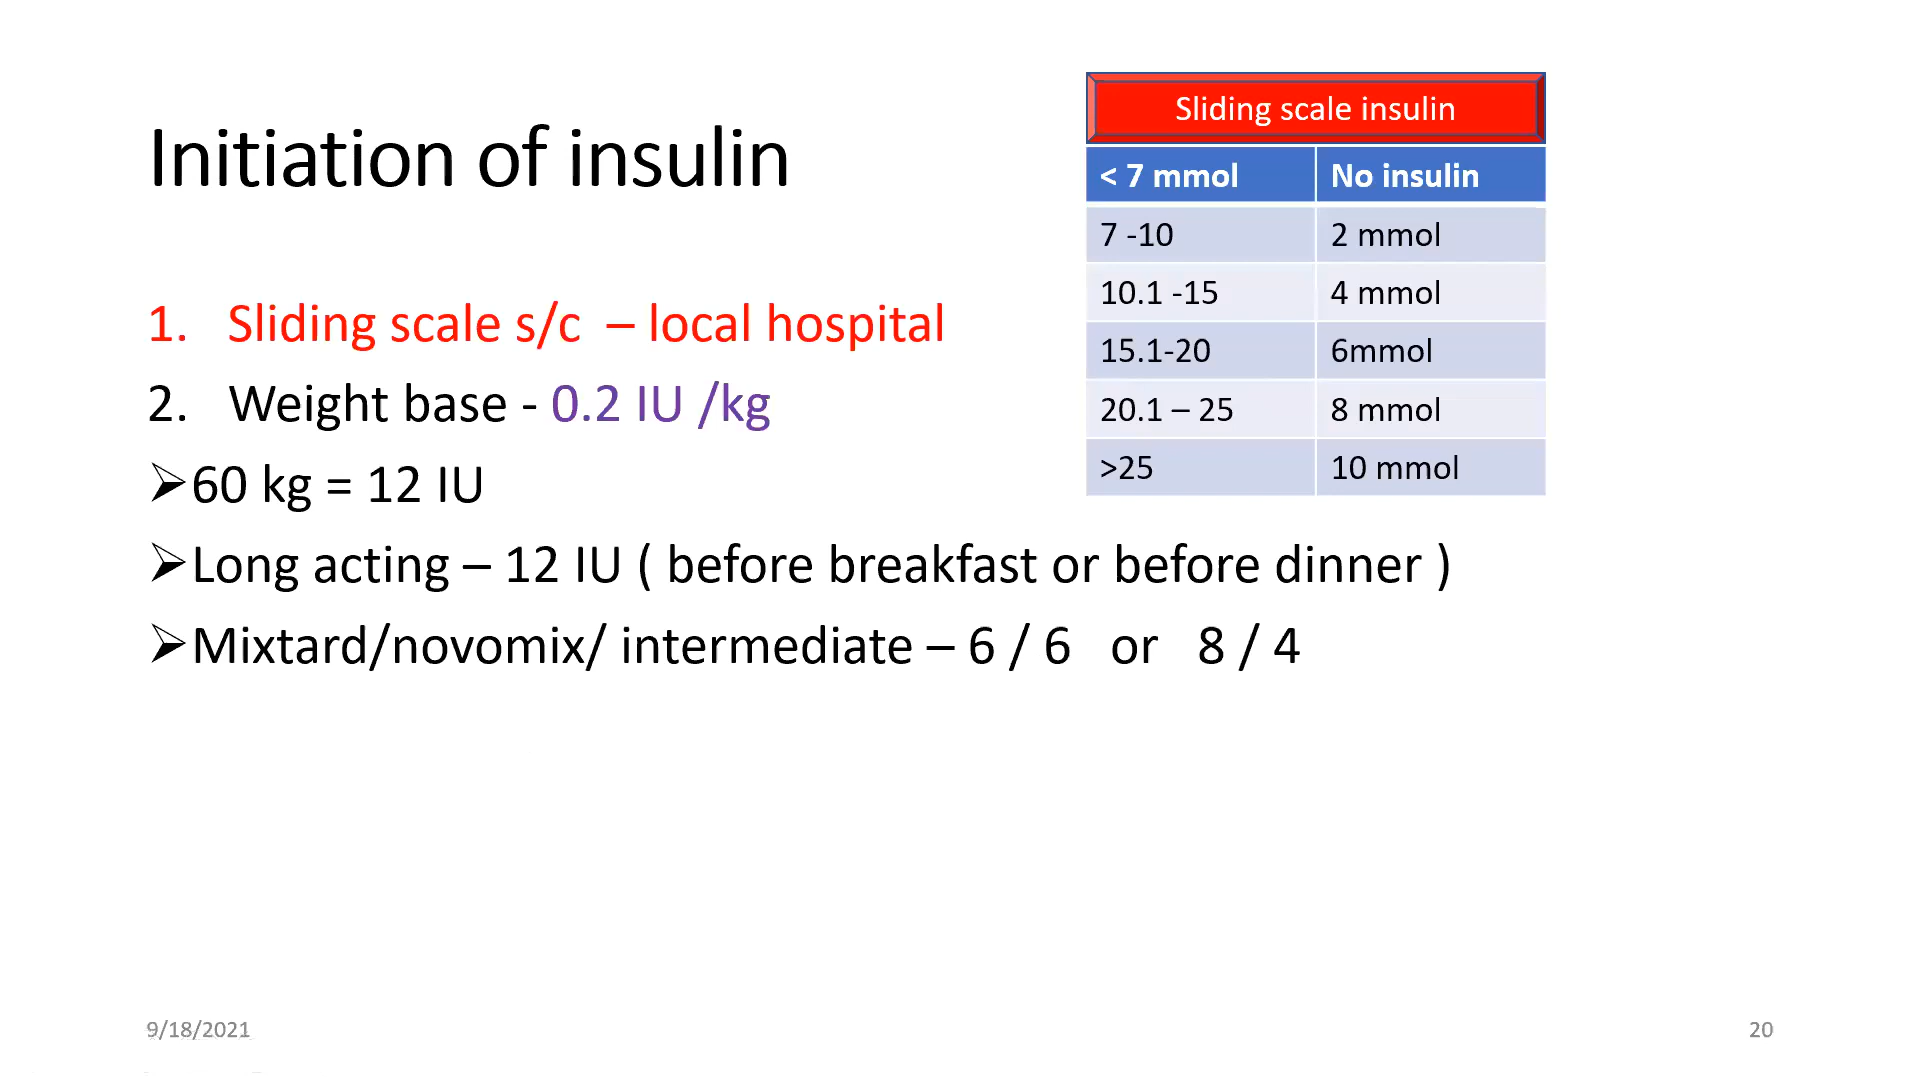 Initiation of insulin
1. Sliding scale s/c – local hospital
2. Weight base - 0.2 IU /kg
➢60 kg = 12 IU
➢Long acting – 12 IU ( before breakfast or before dinner )
➢Mixtard/novomix/ intermediate – 6 / 6 or 8 / 4
Sliding scale insulin
< 7 mmol No insulin
7 -10 2 mmol
10.1 -15 4 mmol
15.1-20 6mmol
20.1 – 25 8 mmol
>25 10 mmol
9/18/2021
20